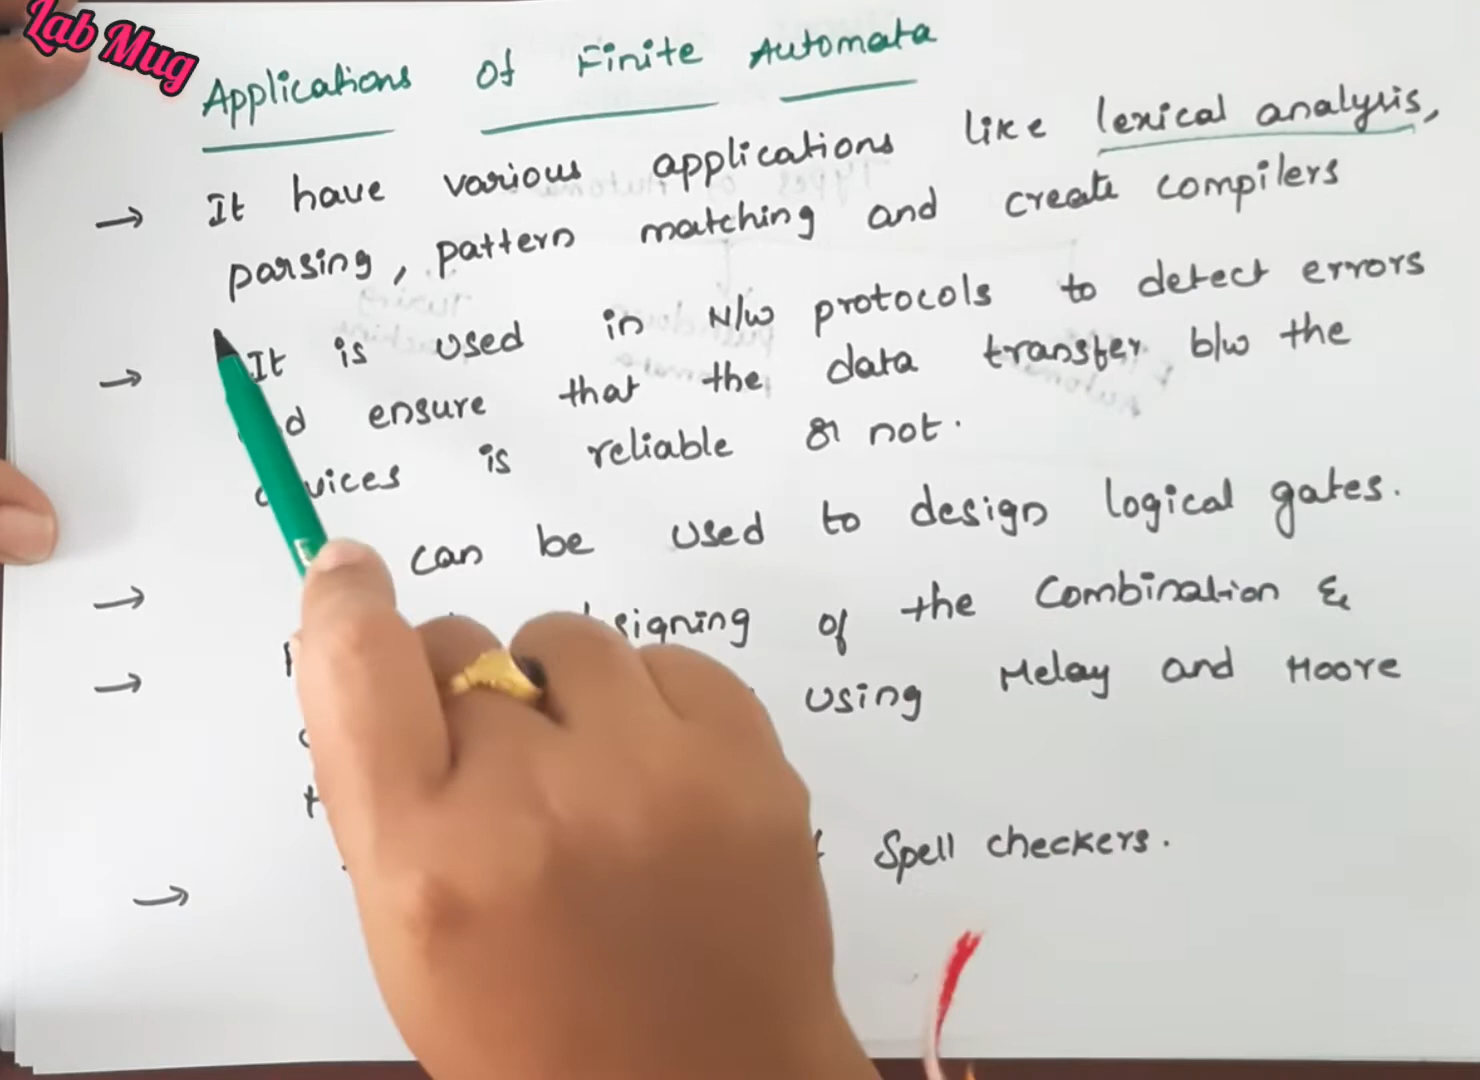 Lab Mug
Applications of Finite Automata
→ It have various applications like lexical analysis,
parsing, pattern matching and create compilers
→ It is used in N/w protocols to detect errors
ensure that the data transfer b/w the
is reliable or not.
→ can be used to design logical gates.
→ of the Combination &
using Melay and Moore
→ Spell checkers.